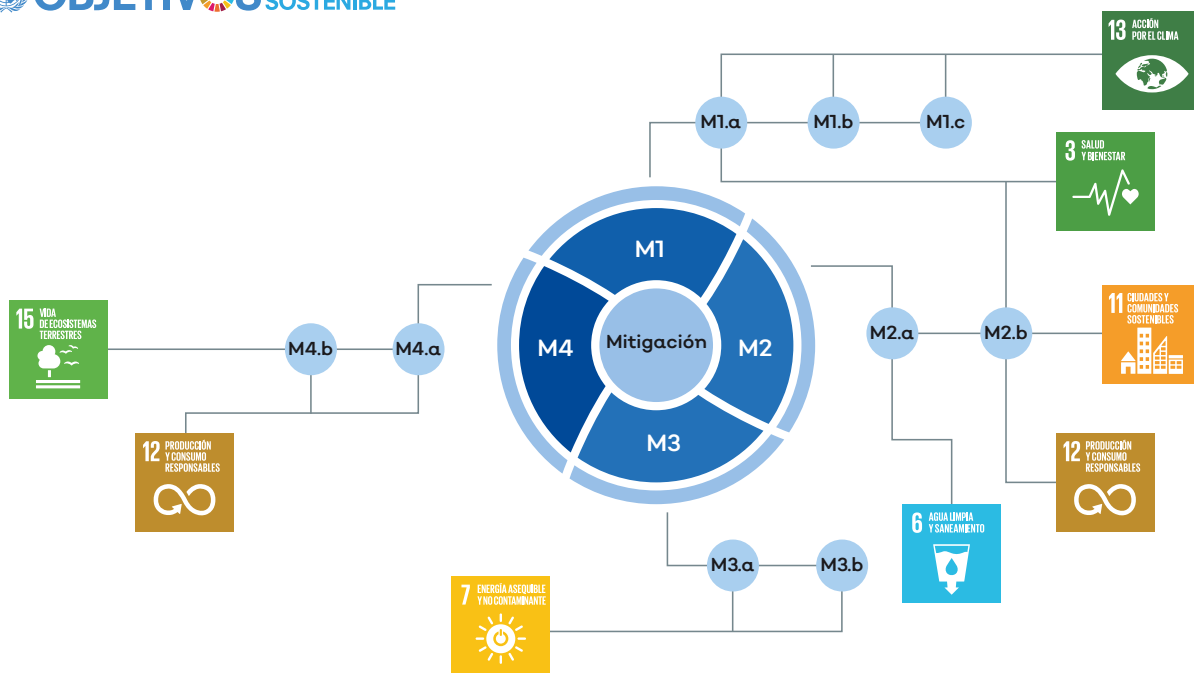 OBJETIVOS
SOSTENIBLE
13 ACCIÓN
POR EL CLIMA
M1.a
M1.b
M1.c
3 SALUD
Y BIENESTAR
M1
15 VIDA
DE ECOSISTEMAS
TERRESTRES
M4.b
M4.a
M4
Mitigación
M2
M2.a
M2.b
11 CIUDADES Y
COMUNIDADES
SOSTENIBLES
M3
12 PRODUCCIÓN
Y CONSUMO
RESPONSABLES
12 PRODUCCIÓN
Y CONSUMO
RESPONSABLES
6 AGUA LIMPIA
Y SANEAMIENTO
M3.a
M3.b
7 ENERGÍA ASEQUIBLE
Y NO CONTAMINANTE